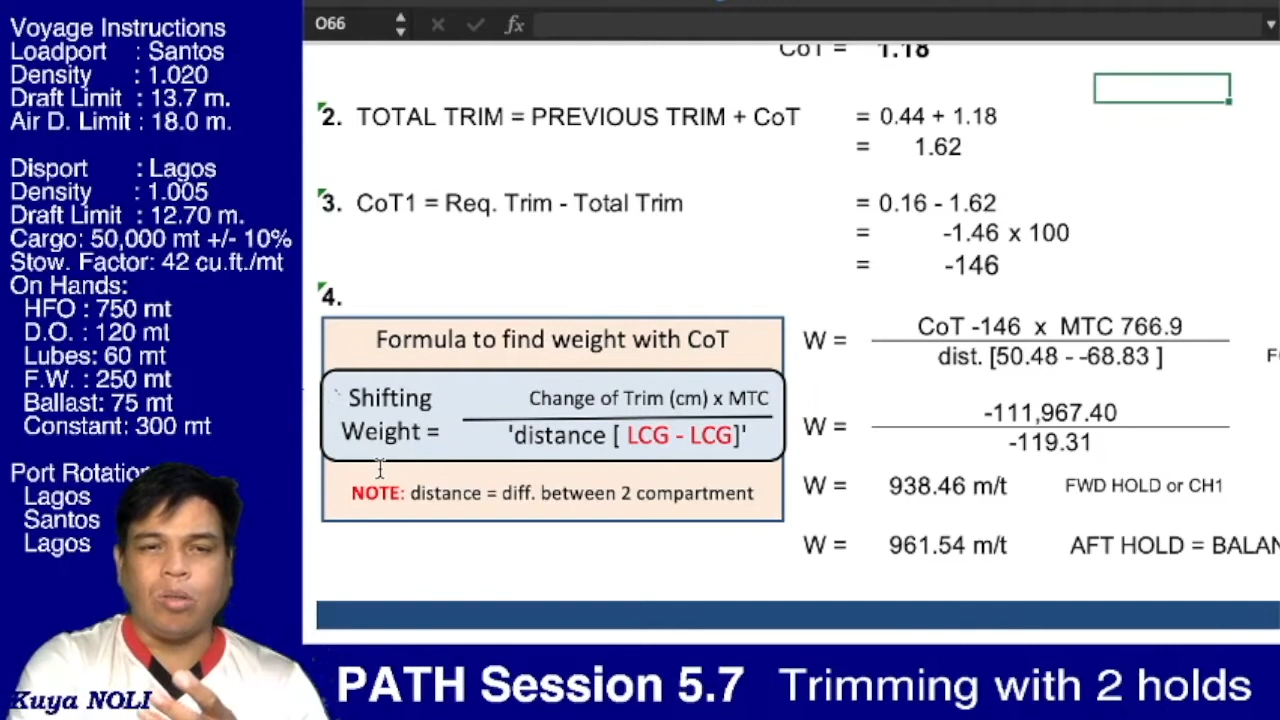 Voyage Instructions
Loadport : Santos
Density : 1.020
Draft Limit : 13.7 m.
Air D. Limit : 18.0 m.
Disport : Lagos
Density : 1.005
Draft Limit : 12.70 m.
Cargo: 50,000 mt +/- 10%
Stow. Factor: 42 cu.ft./mt
On Hands:
HFO : 750 mt
D.O. : 120 mt
Lubes: 60 mt
F.W. : 250 mt
Ballast: 75 mt
Constant: 300 mt
Port Rotation
Lagos
Santos
Lagos
Kuya NOLI
O66
fx
CoT = 1.18
2. TOTAL TRIM = PREVIOUS TRIM + CoT = 0.44 + 1.18
= 1.62
3. CoT1 = Req. Trim - Total Trim = 0.16 - 1.62
= -1.46 x 100
= -146
4.
Formula to find weight with CoT
Shifting Weight = Change of Trim (cm) x MTC
'distance [ LCG - LCG]'
NOTE: distance = diff. between 2 compartment
W = CoT -146 x MTC 766.9
dist. [50.48 - -68.83 ]
W = -111,967.40
-119.31
W = 938.46 m/t FWD HOLD or CH1
W = 961.54 m/t AFT HOLD =
PATH Session 5.7 Trimming with 2 holds